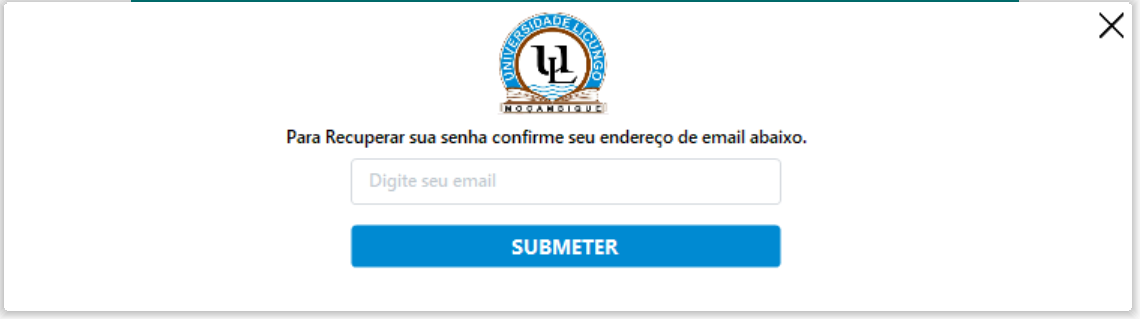 UNIVERSIDADE LICUNGO
UL
MOÇAMBIQUE
Para Recuperar sua senha confirme seu endereço de email abaixo.
Digite seu email
SUBMETER